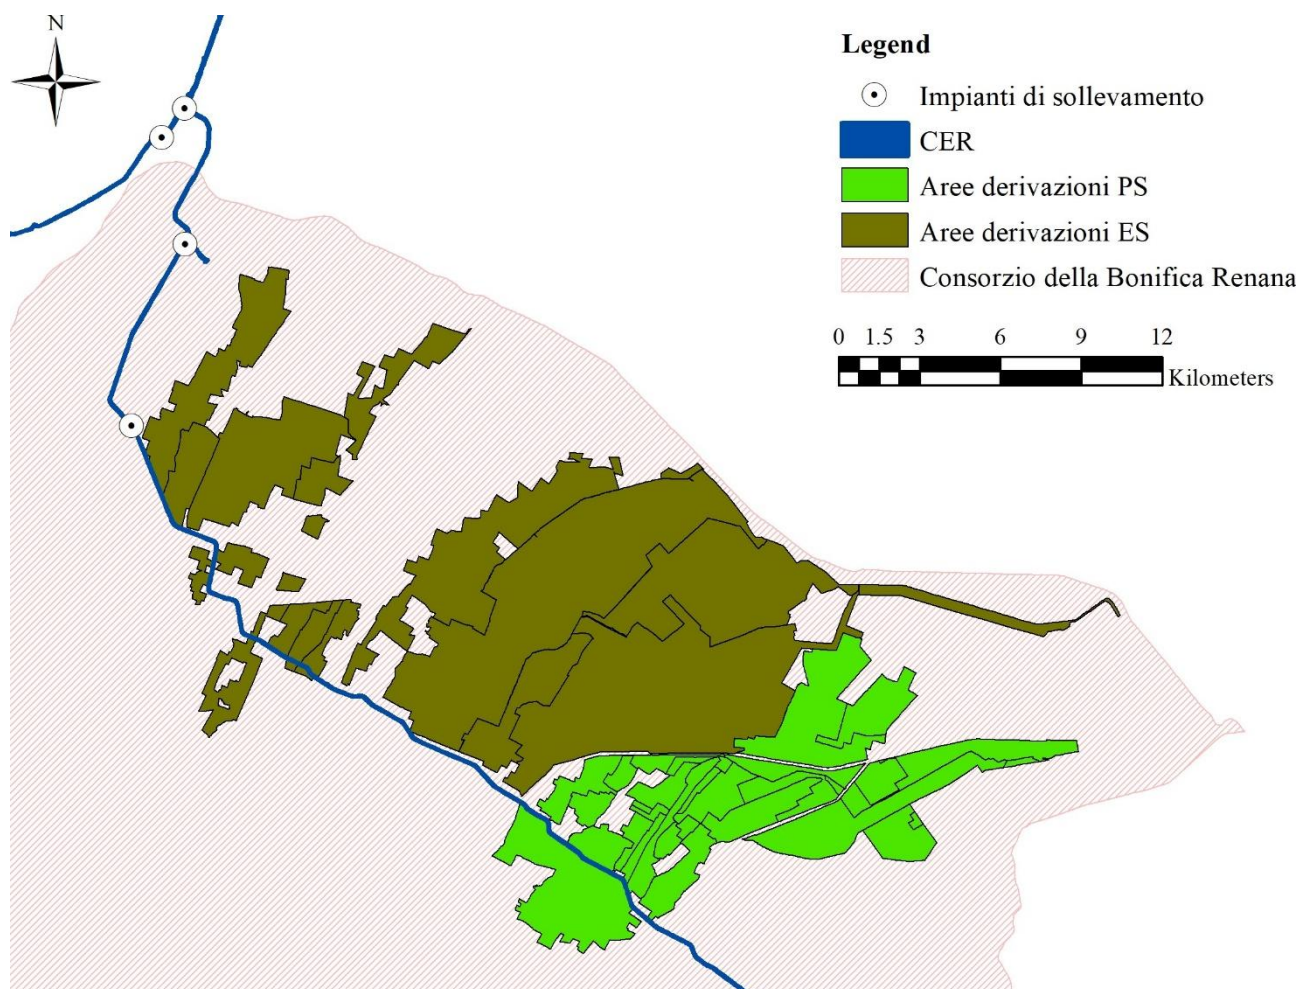 N
Legend
Impianti di sollevamento
CER
Aree derivazioni PS
Aree derivazioni ES
Consorzio della Bonifica Renana
0 1.5 3 6 9 12
Kilometers